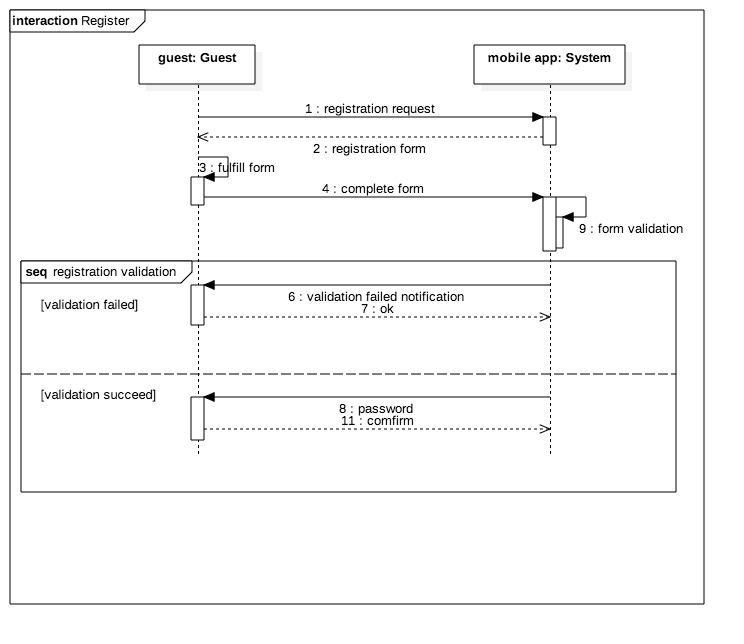 interaction Register
guest: Guest
mobile app: System
1 : registration request
2 : registration form
3 : fulfill form
4 : complete form
9 : form validation
seq registration validation
6 : validation failed notification
[validation failed]
7 : ok
[validation succeed]
8 : password
11 : comfirm